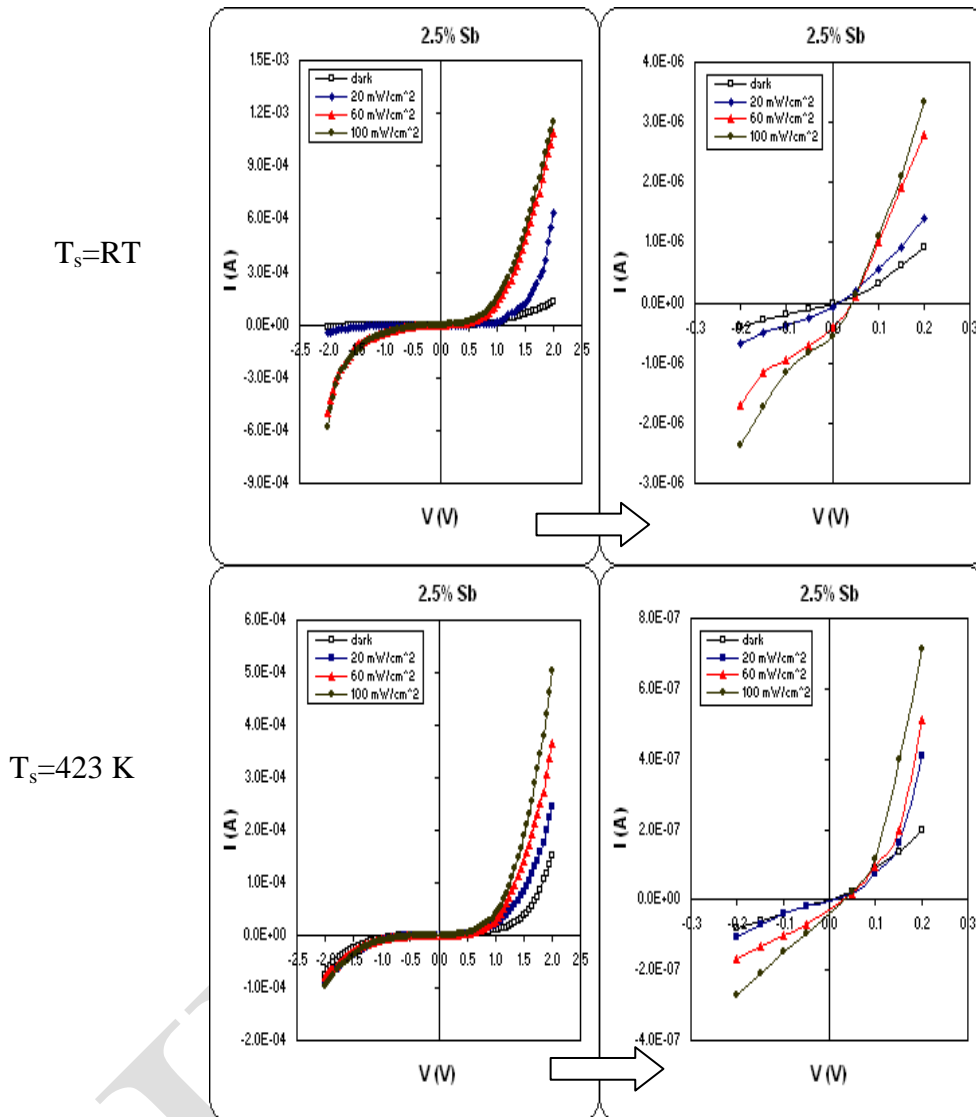 2.5% Sb
1.5E-03
1.2E-03
9.0E-04
6.0E-04
3.0E-04
0.0E+00
-3.0E-04
-6.0E-04
-9.0E-04
dark
20 mW/cm^2
60 mW/cm^2
100 mW/cm^2
-2.5 -2.0 -1.5 -1.0 -0.5 0.0 0.5 1.0 1.5 2.0 2.5
I (A)
V (V)
2.5% Sb
4.0E-06
3.0E-06
2.0E-06
1.0E-06
0.0E+00
-1.0E-06
-2.0E-06
-3.0E-06
dark
20 mW/cm^2
60 mW/cm^2
100 mW/cm^2
-0.3 -0.2 -0.1 0.0 0.1 0.2 0.3
I (A)
V (V)
Ts=RT
2.5% Sb
6.0E-04
5.0E-04
4.0E-04
3.0E-04
2.0E-04
1.0E-04
0.0E+00
-1.0E-04
-2.0E-04
dark
20 mW/cm^2
60 mW/cm^2
100 mW/cm^2
-2.5 -2.0 -1.5 -1.0 -0.5 0.0 0.5 1.0 1.5 2.0 2.5
I (A)
V (V)
2.5% Sb
8.0E-07
6.0E-07
4.0E-07
2.0E-07
0.0E+00
-2.0E-07
-4.0E-07
dark
20 mW/cm^2
60 mW/cm^2
100 mW/cm^2
-0.3 -0.2 -0.1 0.0 0.1 0.2 0.3
I (A)
V (V)
Ts=423 K